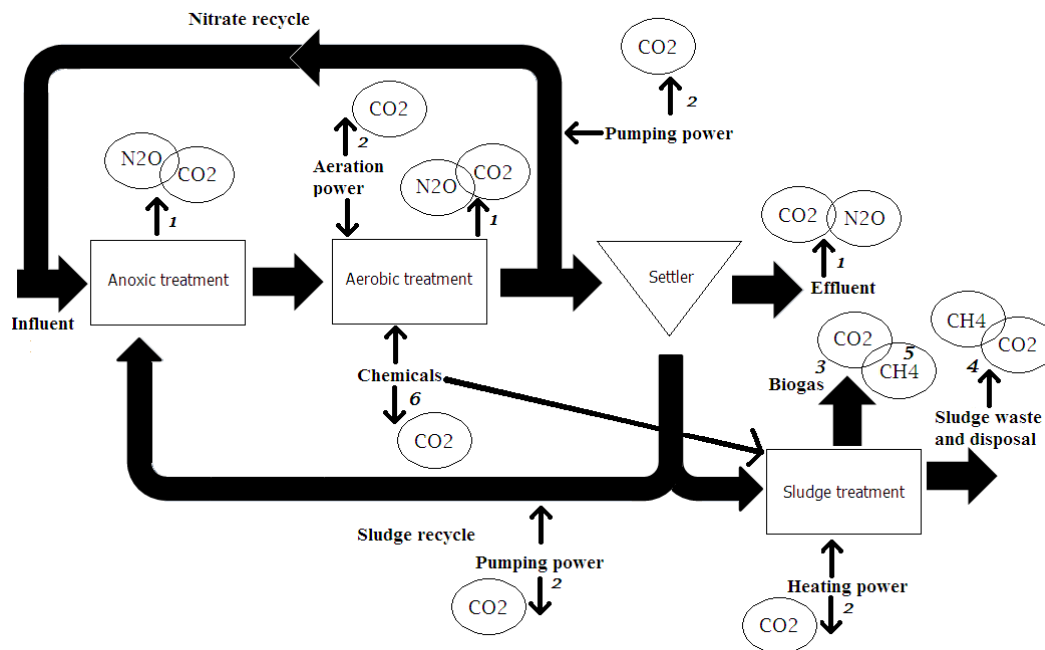 Nitrate recycle
CO2
2
Pumping power
CO2
2
Aeration
power
N2O
CO2
1
N2O
CO2
1
CO2
N2O
1
Effluent
Influent
Anoxic treatment
Aerobic treatment
Settler
Chemicals
6
CO2
CO2
3
5
CH4
Biogas
CH4
CO2
4
Sludge waste
and disposal
Sludge treatment
Sludge recycle
Pumping power
2
CO2
Heating power
2
CO2